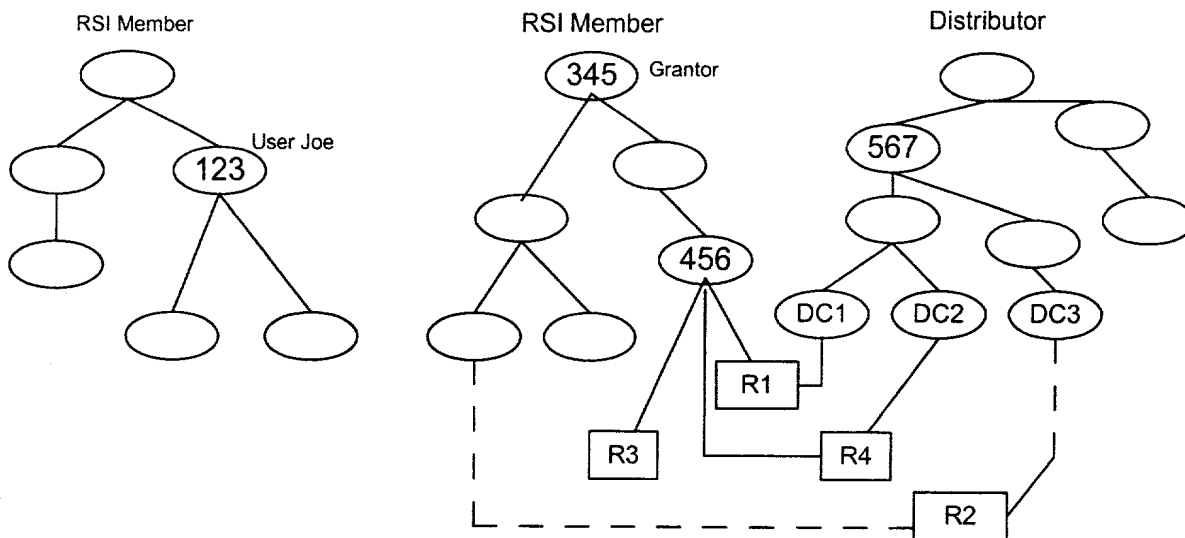 RSI Member
RSI Member
Distributor
345
Grantor
User Joe
123
567
456
DC1
DC2
DC3
R1
R3
R4
R2